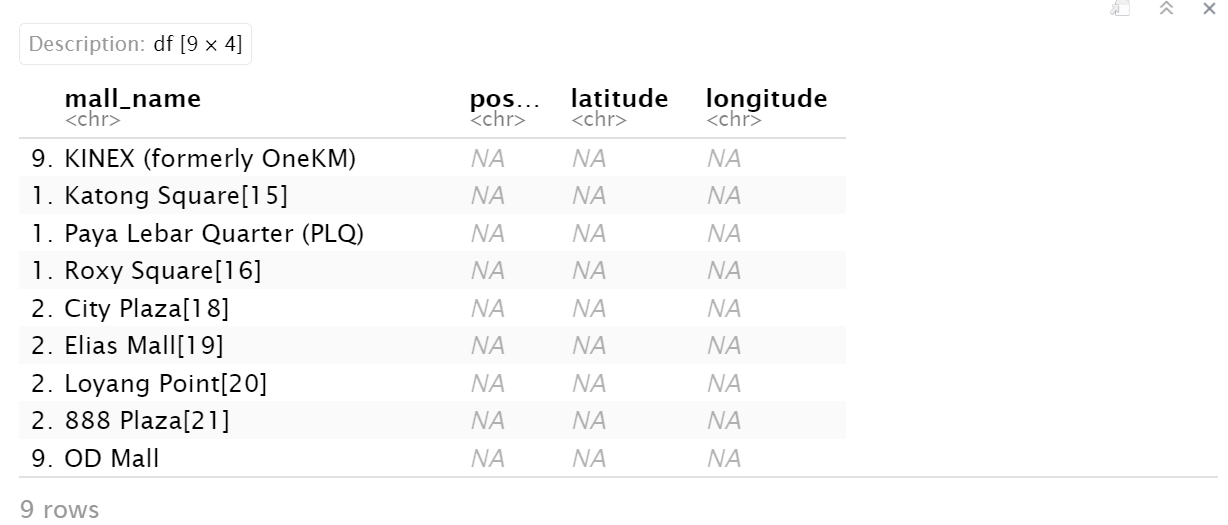 Description: df [9 × 4]
mall_name pos... latitude longitude
<chr> <chr> <chr> <chr>
9. KINEX (formerly OneKM) NA NA NA
1. Katong Square[15] NA NA NA
1. Paya Lebar Quarter (PLQ) NA NA NA
1. Roxy Square[16] NA NA NA
2. City Plaza[18] NA NA NA
2. Elias Mall[19] NA NA NA
2. Loyang Point[20] NA NA NA
2. 888 Plaza[21] NA NA NA
9. OD Mall NA NA NA
9 rows